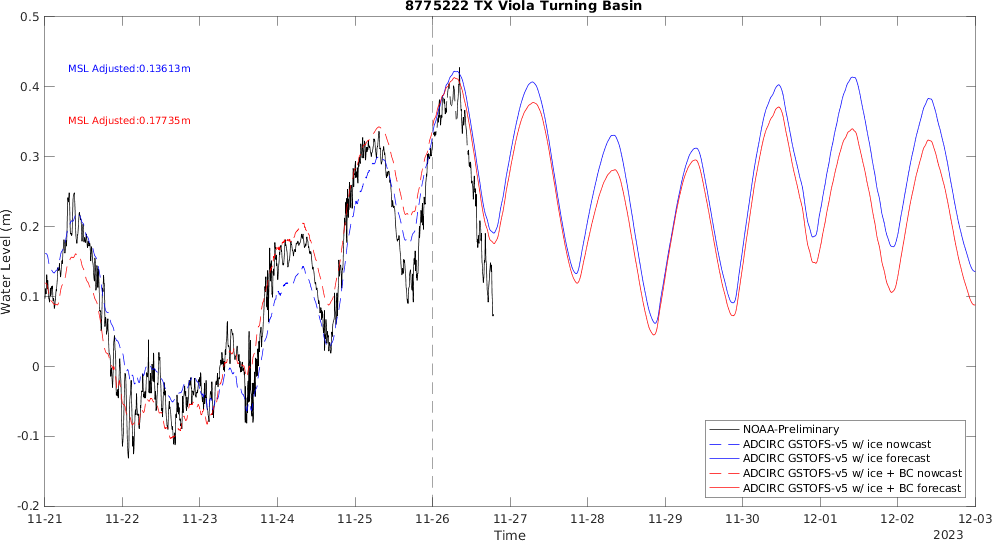 8775222 TX Viola Turning Basin
MSL Adjusted:0.13613m
MSL Adjusted:0.17735m
Water Level (m)
0.5
0.4
0.3
0.2
0.1
0
-0.1
-0.2
NOAA-Preliminary
ADCIRC GSTOFS-v5 w/ ice nowcast
ADCIRC GSTOFS-v5 w/ ice forecast
ADCIRC GSTOFS-v5 w/ ice + BC nowcast
ADCIRC GSTOFS-v5 w/ ice + BC forecast
11-21 11-22 11-23 11-24 11-25 11-26 11-27 11-28 11-29 11-30 12-01 12-02 12-03
Time
2023